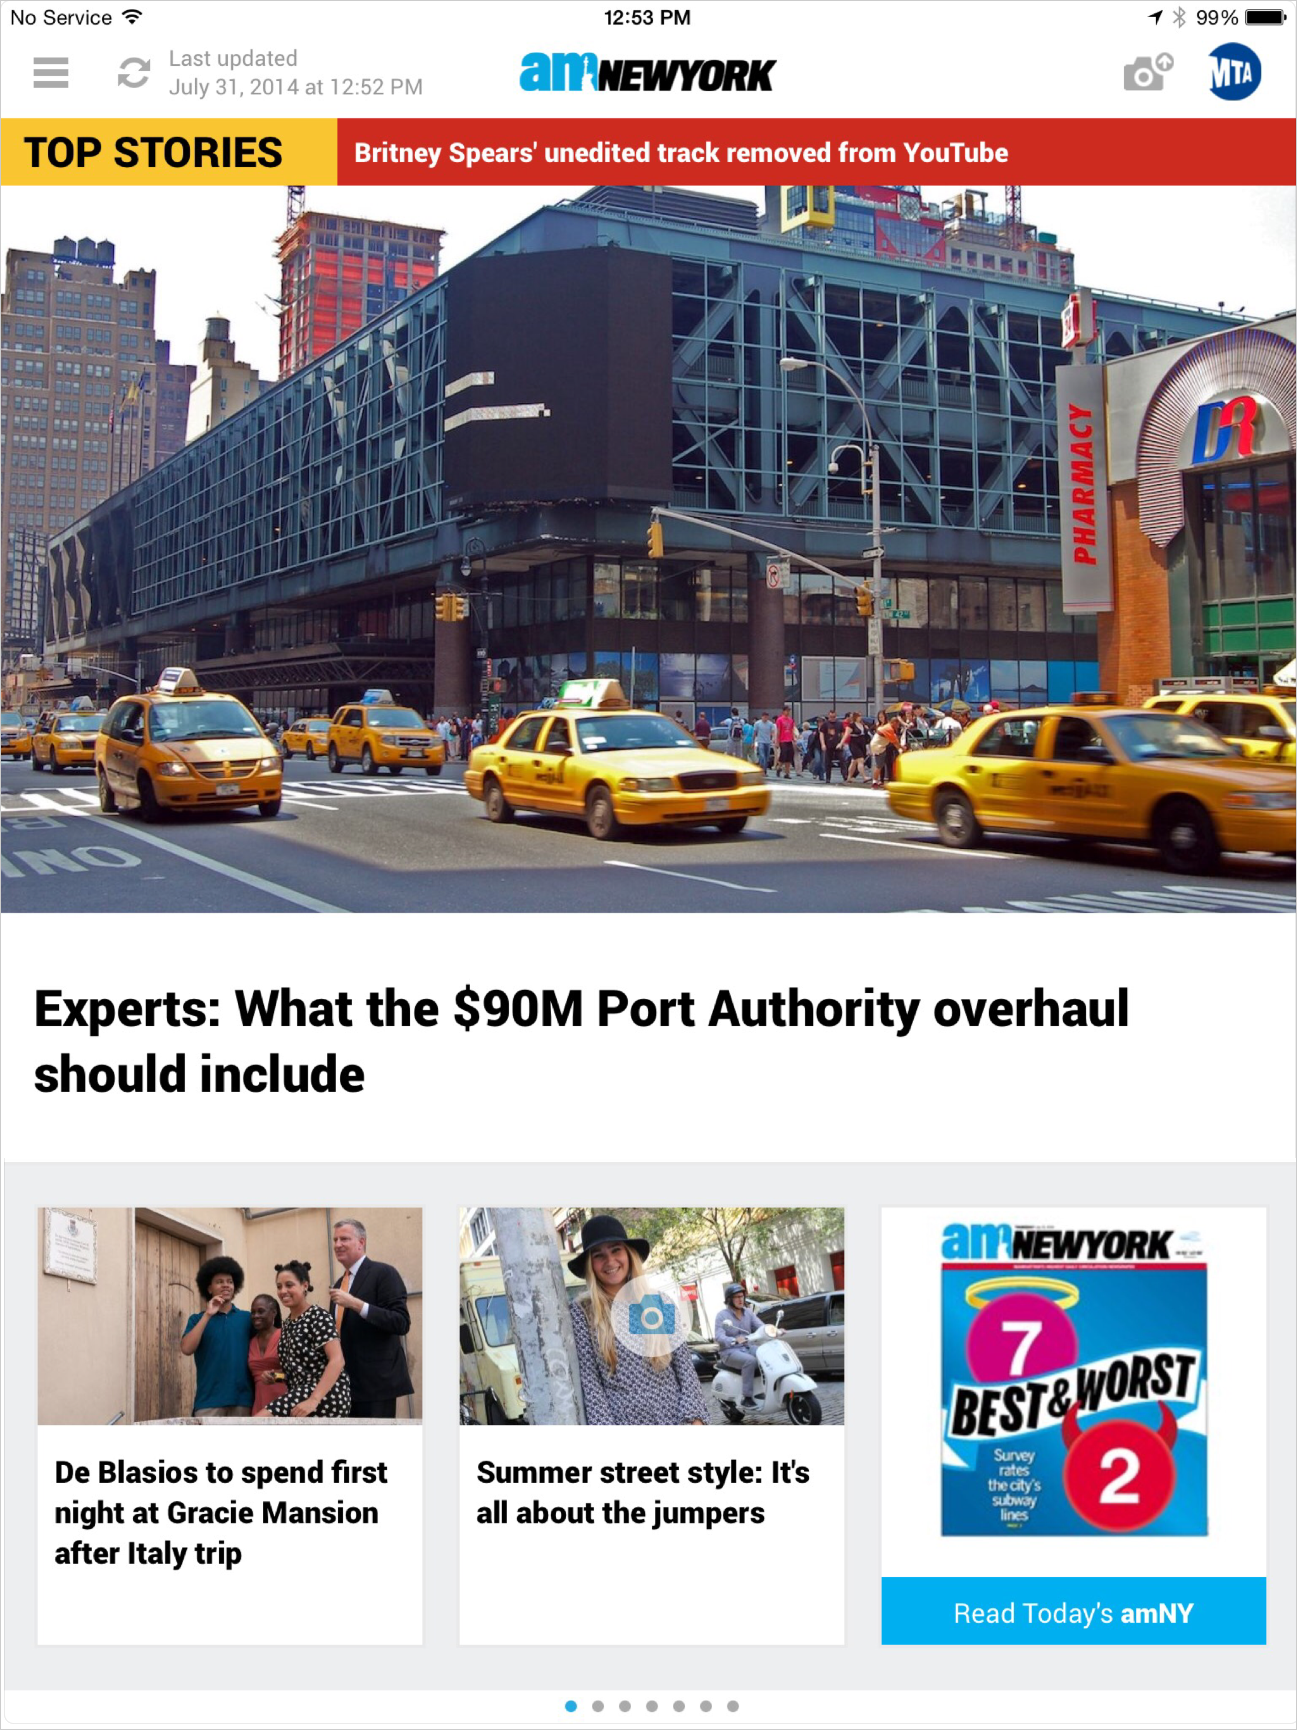 No Service
12:53 PM
99%
Last updated
July 31, 2014 at 12:52 PM
amNEWYORK
MTA
TOP STORIES
Britney Spears' unedited track removed from YouTube
PHARMACY
DR
Experts: What the $90M Port Authority overhaul
should include
De Blasios to spend first
night at Gracie Mansion
after Italy trip
Summer street style: It's
all about the jumpers
amNEWYORK
7
BEST & WORST
Survey
rates
the city's
subway
lines
2
Read Today's amNY